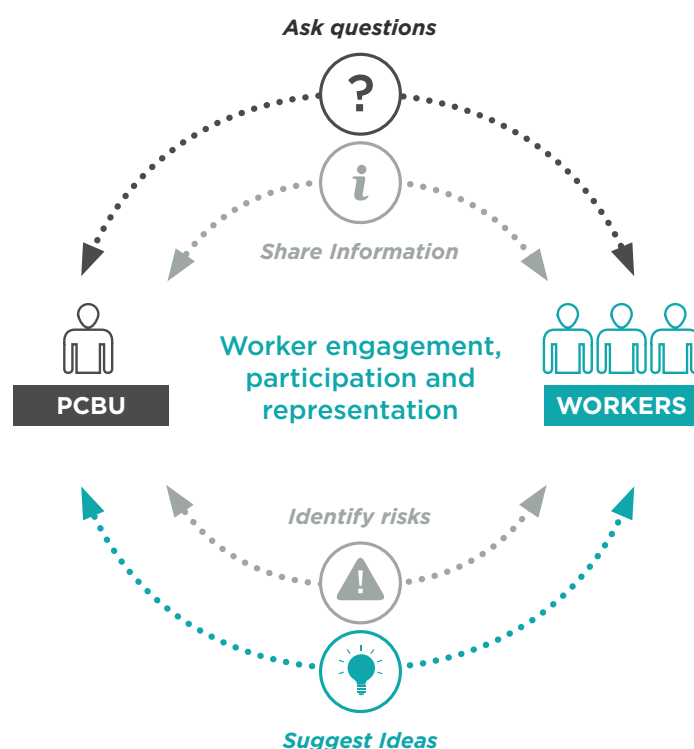 Ask questions
?
i
Share Information
Worker engagement,
participation and
representation
PCBU
WORKERS
Identify risks
!
Suggest Ideas